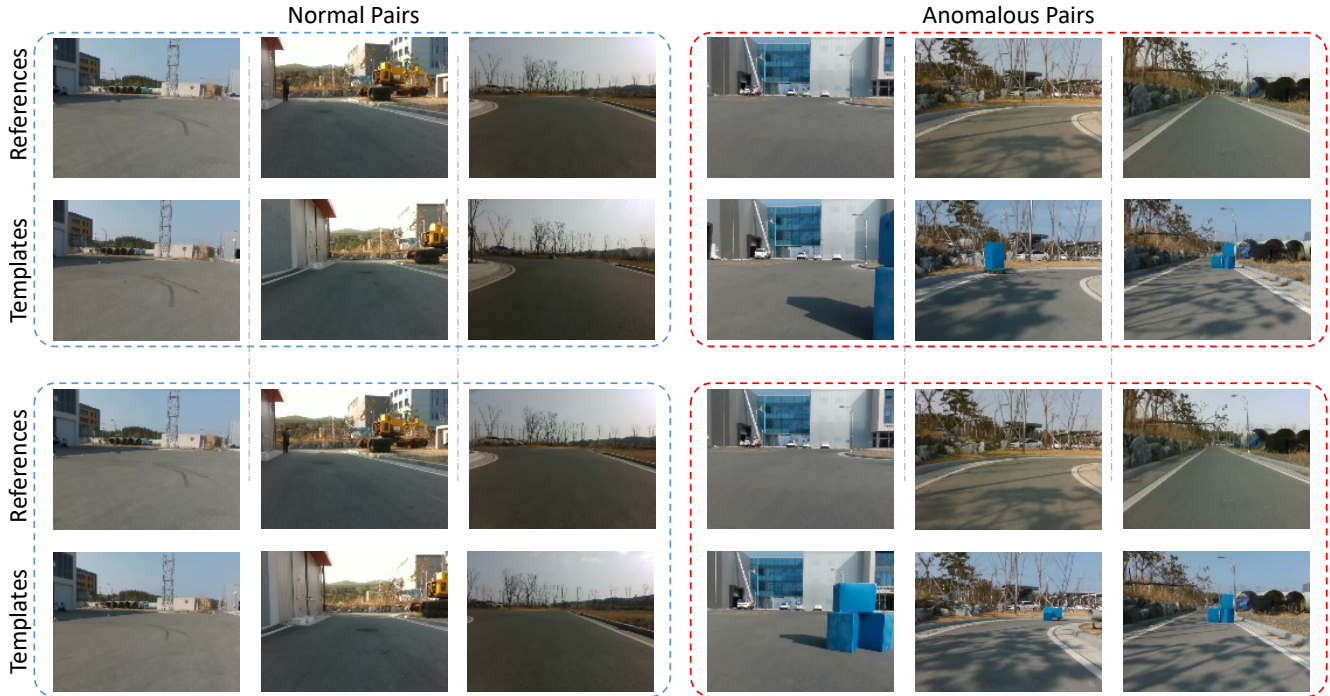 Normal Pairs
Anomalous Pairs
References
Templates
References
Templates